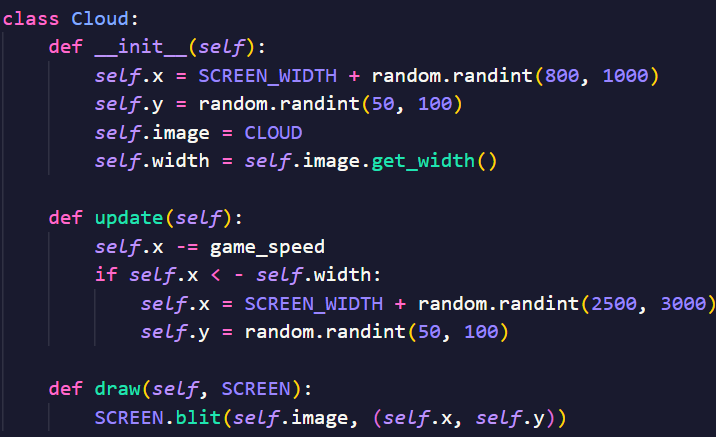 class Cloud:
    def __init__(self):
        self.x = SCREEN_WIDTH + random.randint(800, 1000)
        self.y = random.randint(50, 100)
        self.image = CLOUD
        self.width = self.image.get_width()

    def update(self):
        self.x -= game_speed
        if self.x < - self.width:
            self.x = SCREEN_WIDTH + random.randint(2500, 3000)
            self.y = random.randint(50, 100)

    def draw(self, SCREEN):
        SCREEN.blit(self.image, (self.x, self.y))